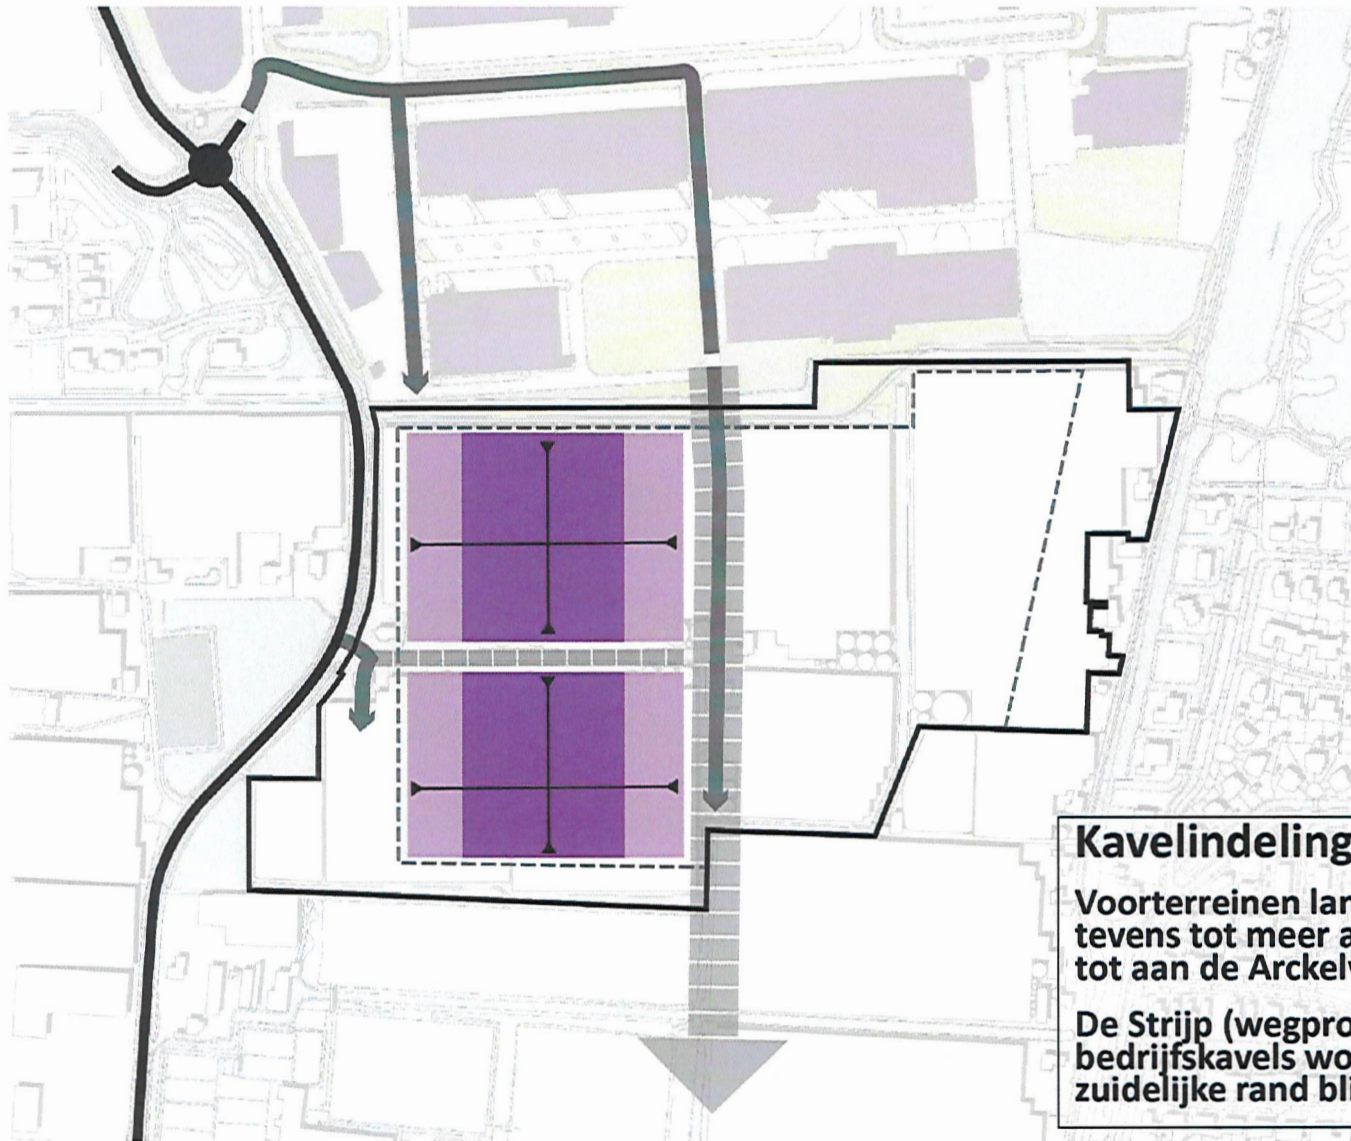 Kavelindeling
Voorterreinen lan
tevens tot meer a
tot aan de Arckelv
De Strijp (wegpro
bedrijfskavels wo
zuidelijke rand bli